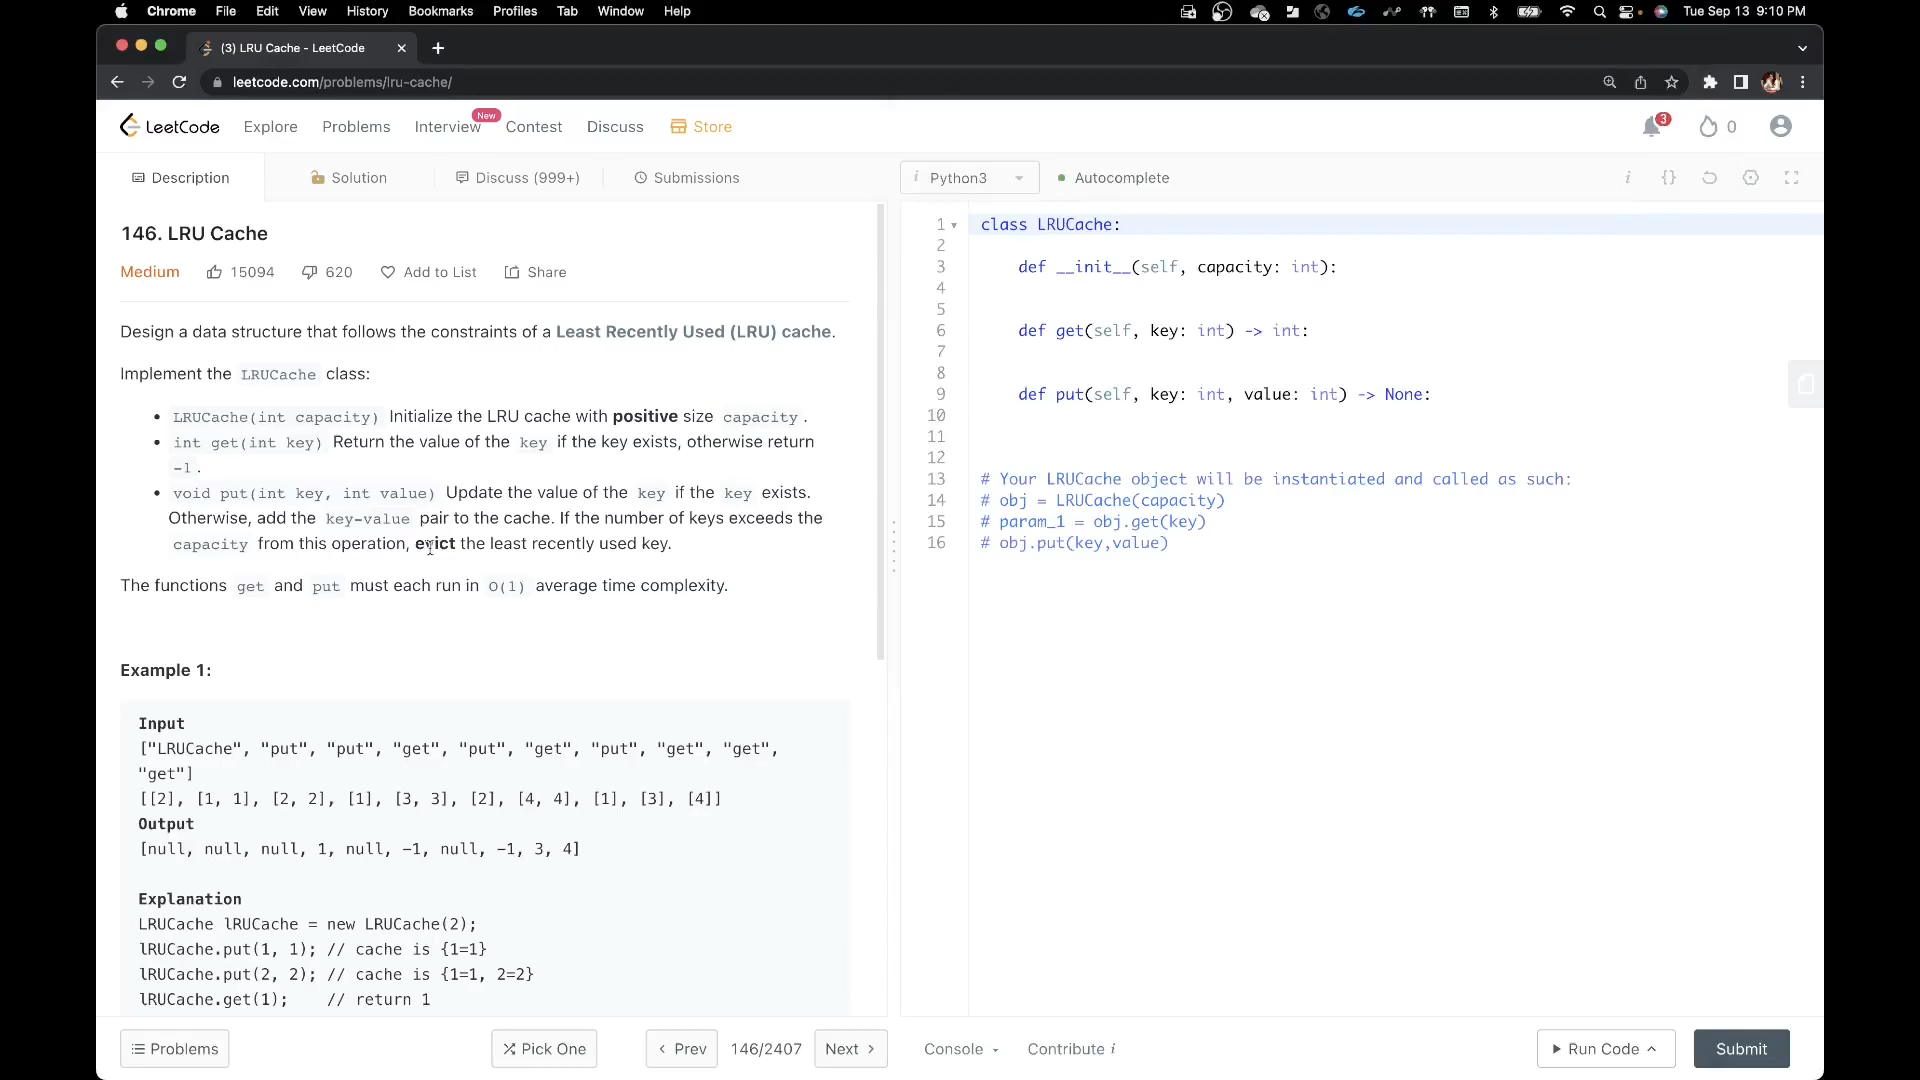 Chrome File Edit View History Bookmarks Profiles Tab Window Help Tue Sep 13 9:10 PM
(3) LRU Cache - LeetCode
leetcode.com/problems/lru-cache/
LeetCode Explore Problems Interview New Contest Discuss Store 3 0
Description Solution Discuss (999+) Submissions
146. LRU Cache
Medium 15094 620 Add to List Share
Design a data structure that follows the constraints of a Least Recently Used (LRU) cache.
Implement the LRUCache class:
• LRUCache(int capacity) Initialize the LRU cache with positive size capacity.
• int get(int key) Return the value of the key if the key exists, otherwise return
-1.
• void put(int key, int value) Update the value of the key if the key exists.
Otherwise, add the key-value pair to the cache. If the number of keys exceeds the
capacity from this operation, evict the least recently used key.
The functions get and put must each run in O(1) average time complexity.
Example 1:
Input
["LRUCache", "put", "put", "get", "put", "get", "put", "get", "get",
"get"]
[[2], [1, 1], [2, 2], [1], [3, 3], [2], [4, 4], [1], [3], [4]]
Output
[null, null, null, 1, null, -1, null, -1, 3, 4]
Explanation
LRUCache lRUCache = new LRUCache(2);
lRUCache.put(1, 1); // cache is {1=1}
lRUCache.put(2, 2); // cache is {1=1, 2=2}
lRUCache.get(1);    // return 1
Problems Pick One Prev 146/2407 Next
i Python3 Autocomplete i {}
1 class LRUCache:
2
3     def __init__(self, capacity: int):
4
5
6     def get(self, key: int) -> int:
7
8
9     def put(self, key: int, value: int) -> None:
10
11
12
13 # Your LRUCache object will be instantiated and called as such:
14 # obj = LRUCache(capacity)
15 # param_1 = obj.get(key)
16 # obj.put(key,value)
Console Contribute i Run Code Submit